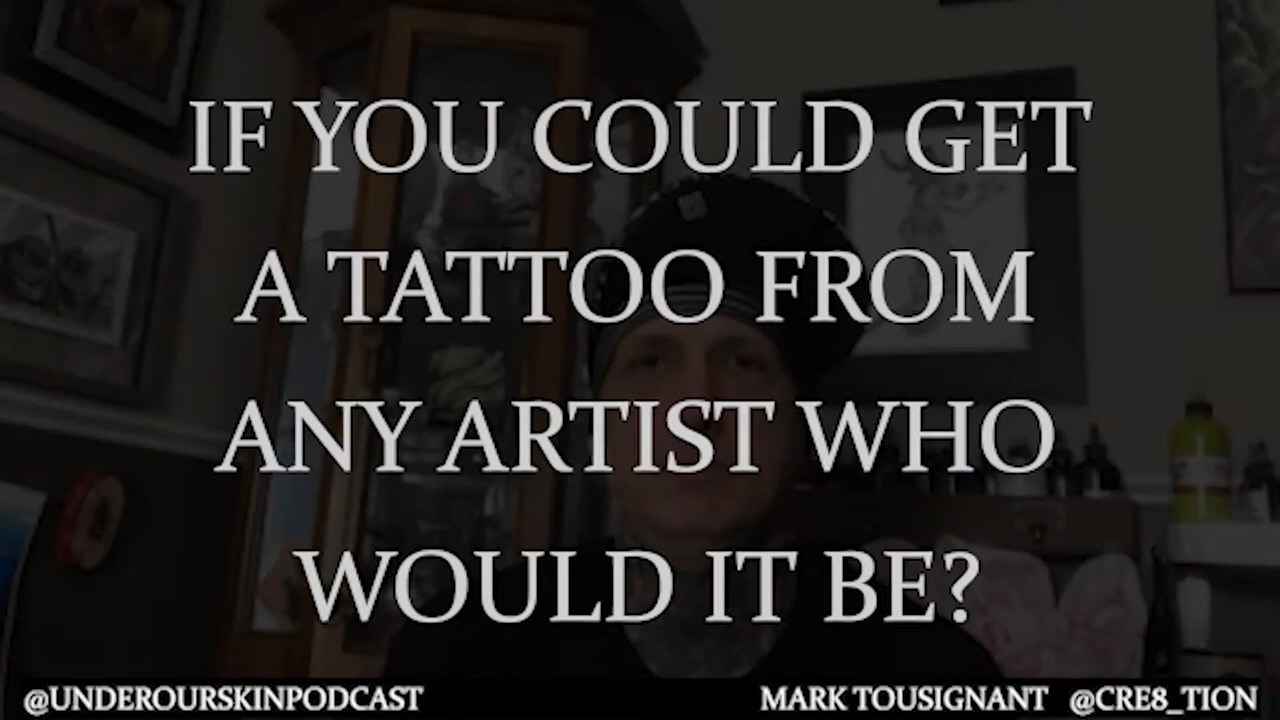 IF YOU COULD GET
A TATTOO FROM
ANY ARTIST WHO
WOULD IT BE?
@UNDEROURSKINPODCAST MARK TOUSIGNANT @CRE8_TION